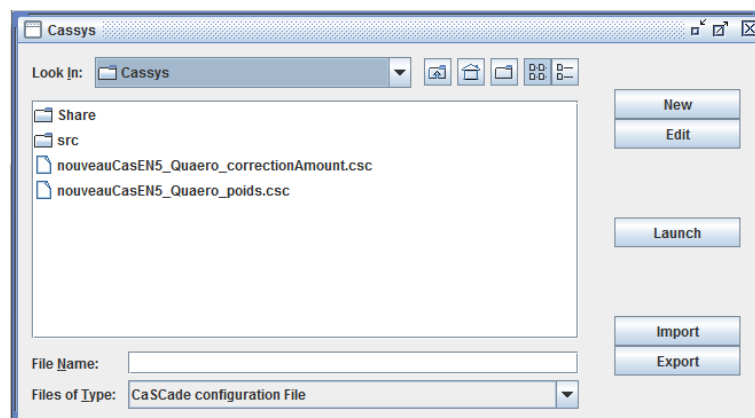 Cassys
Look In: Cassys
Share
src
nouveauCasEN5_Quaero_correctionAmount.csc
nouveauCasEN5_Quaero_poids.csc
File Name:
Files of Type: CaSCade configuration File
New
Edit
Launch
Import
Export